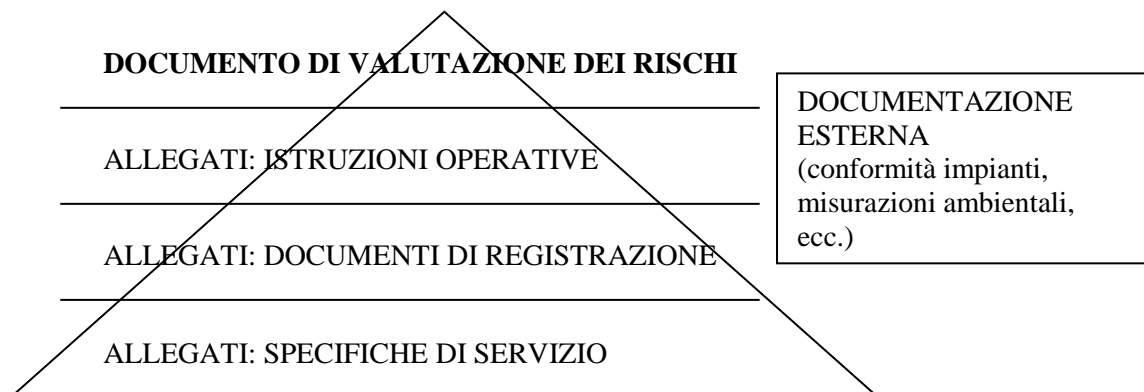 DOCUMENTO DI VALUTAZIONE DEI RISCHI
ALLEGATI: ISTRUZIONI OPERATIVE
ALLEGATI: DOCUMENTI DI REGISTRAZIONE
ALLEGATI: SPECIFICHE DI SERVIZIO
DOCUMENTAZIONE
ESTERNA
(conformità impianti,
misurazioni ambientali,
ecc.)